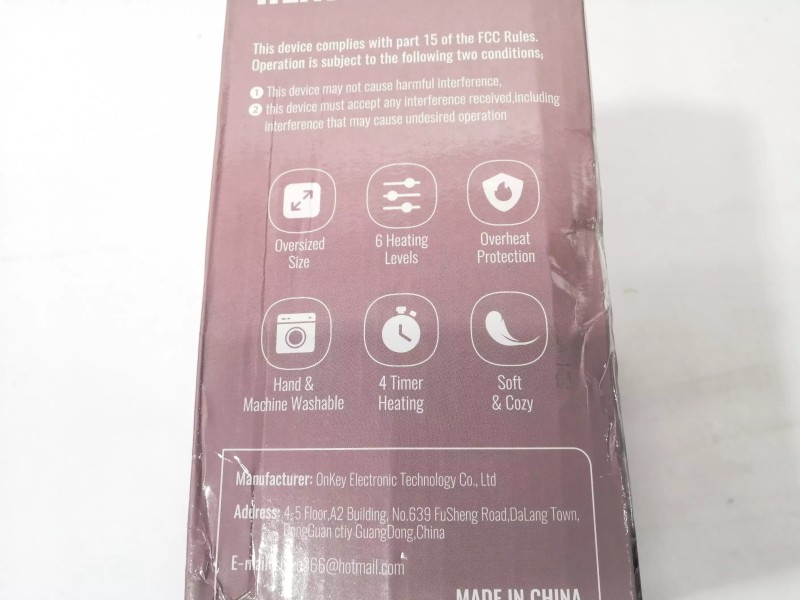 This device complies with part 15 of the FCC Rules.
Operation is subject to the following two conditions;
1 This device may not cause harmful interference,
2 this device must accept any interference received,including
interference that may cause undesired operation
Oversized
Size
6 Heating
Levels
Overheat
Protection
Hand &
Machine Washable
4 Timer
Heating
Soft
& Cozy
Manufacturer: OnKey Electronic Technology Co., Ltd
Address: 4-5 Floor,A2 Building, No.639 FuSheng Road,DaLang Town,
DongGuan ctiy GuangDong,China
E-mail:
MADE IN CHINA